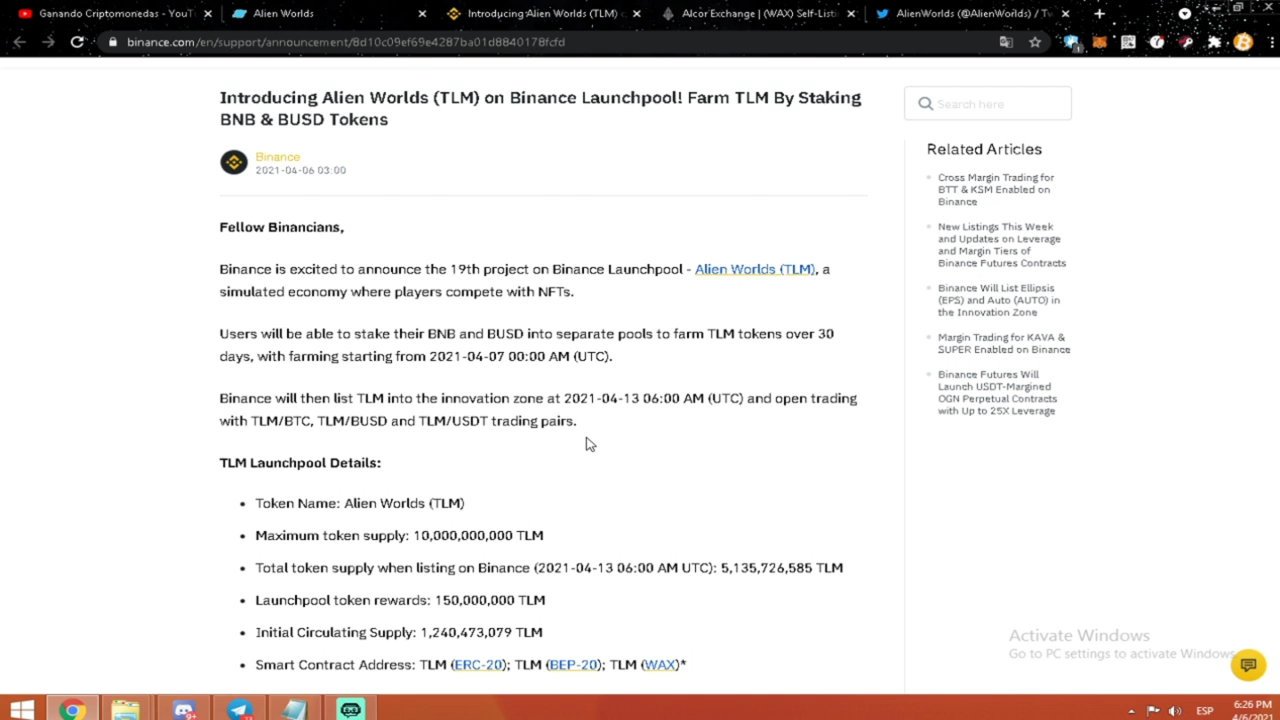 Ganando Criptomonedas - YouT
Alien Worlds
Introducing Alien Worlds (TLM) c
Alcor Exchange | (WAX) Self-Listi
AlienWorlds (@AlienWorlds) / Tw
binance.com/en/support/announcement/8d10c09ef69e4287ba01d8840178fcfd
Introducing Alien Worlds (TLM) on Binance Launchpool! Farm TLM By Staking
BNB & BUSD Tokens
Binance
2021-04-06 03:00
Fellow Binancians,
Binance is excited to announce the 19th project on Binance Launchpool - Alien Worlds (TLM), a
simulated economy where players compete with NFTs.
Users will be able to stake their BNB and BUSD into separate pools to farm TLM tokens over 30
days, with farming starting from 2021-04-07 00:00 AM (UTC).
Binance will then list TLM into the innovation zone at 2021-04-13 06:00 AM (UTC) and open trading
with TLM/BTC, TLM/BUSD and TLM/USDT trading pairs.
TLM Launchpool Details:
• Token Name: Alien Worlds (TLM)
• Maximum token supply: 10,000,000,000 TLM
• Total token supply when listing on Binance (2021-04-13 06:00 AM UTC): 5,135,726,585 TLM
• Launchpool token rewards: 150,000,000 TLM
• Initial Circulating Supply: 1,240,473,079 TLM
• Smart Contract Address: TLM (ERC-20); TLM (BEP-20); TLM (WAX)*
Search here
Related Articles
Cross Margin Trading for
BTT & KSM Enabled on
Binance
New Listings This Week
and Updates on Leverage
and Margin Tiers of
Binance Futures Contracts
Binance Will List Ellipsis
(EPS) and Auto (AUTO) in
the Innovation Zone
Margin Trading for KAVA &
SUPER Enabled on Binance
Binance Futures Will
Launch USDT-Margined
OGN Perpetual Contracts
with Up to 25X Leverage
Activate Windows
Go to PC settings to activate Windows.
ESP
6:26 PM
4/6/2021